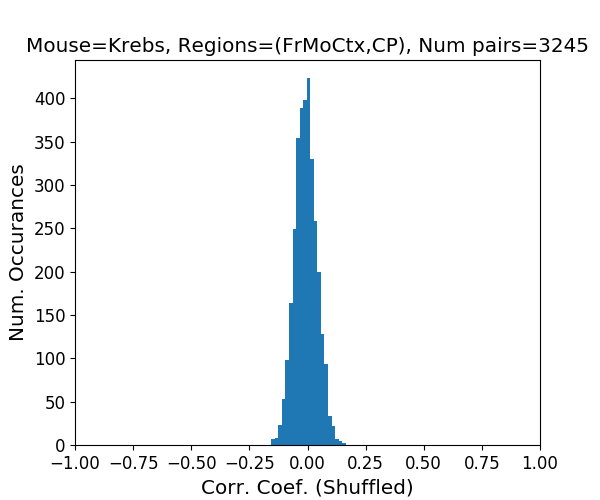 Mouse=Krebs, Regions=(FrMoCtx,CP), Num pairs=3245
Num. Occurances
400
350
300
250
200
150
100
50
0
−1.00 −0.75 −0.50 −0.25 0.00 0.25 0.50 0.75 1.00
Corr. Coef. (Shuffled)